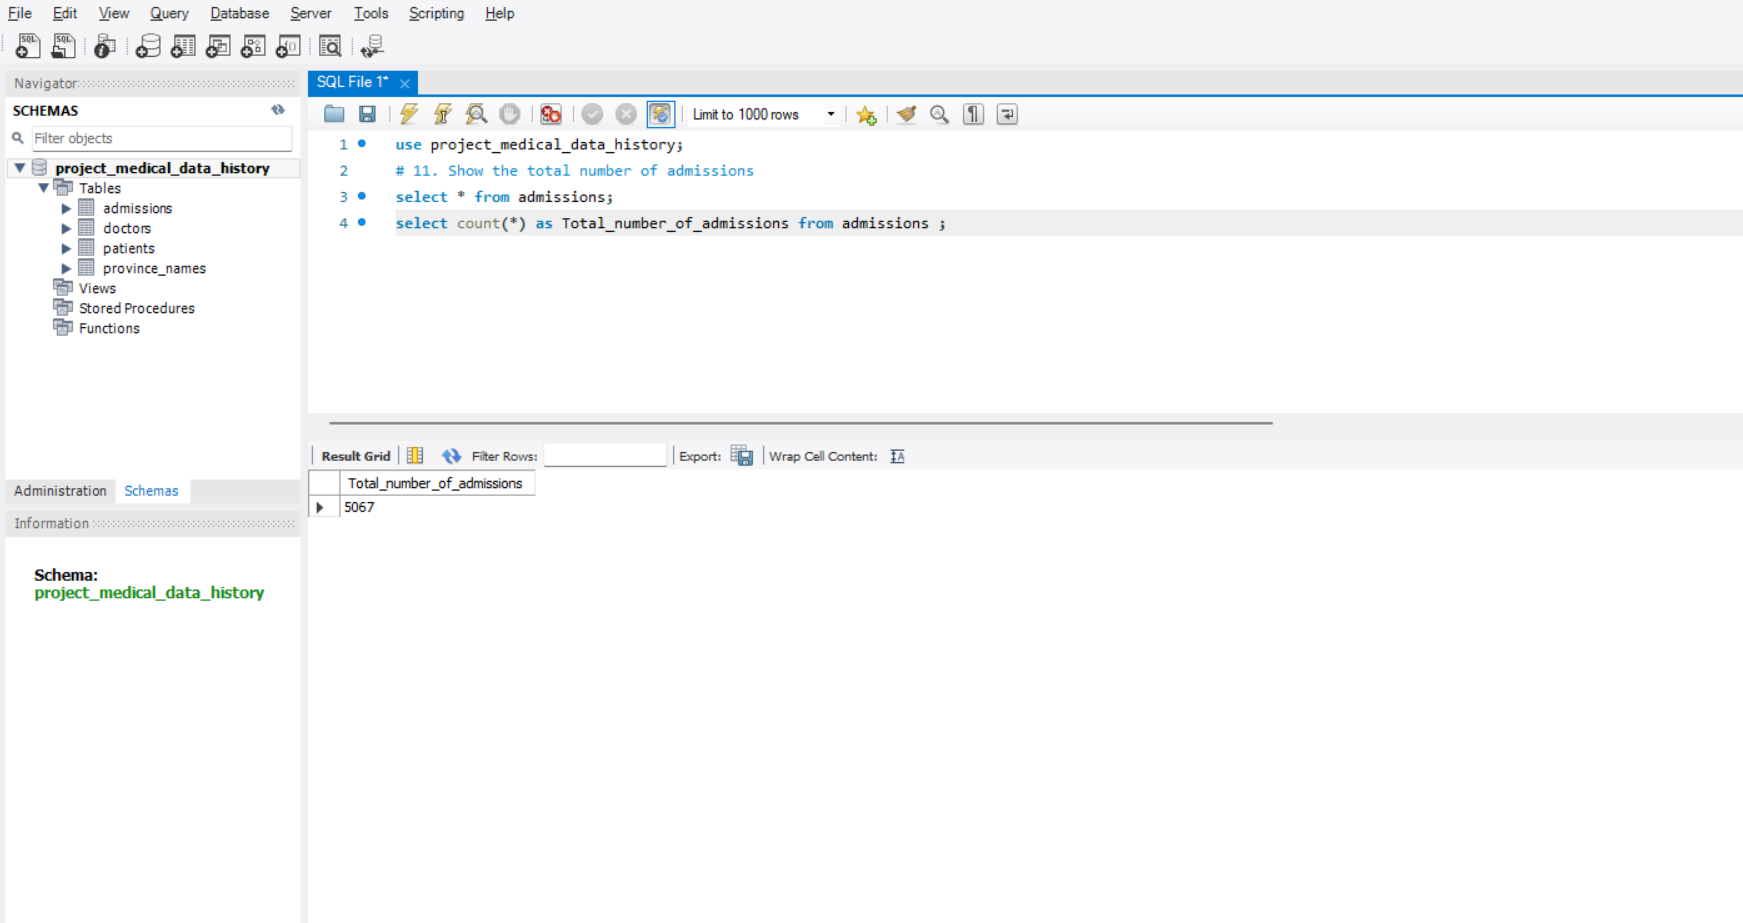 File Edit View Query Database Server Tools Scripting Help
SQL SQL
Navigator
SCHEMAS
Filter objects
project_medical_data_history
Tables
admissions
doctors
patients
province_names
Views
Stored Procedures
Functions
Administration Schemas
Information
Schema:
project_medical_data_history
SQL File 1*
Limit to 1000 rows
1 use project_medical_data_history;
2 # 11. Show the total number of admissions
3 select * from admissions;
4 select count(*) as Total_number_of_admissions from admissions ;
Result Grid Filter Rows: Export: Wrap Cell Content:
Total_number_of_admissions
5067